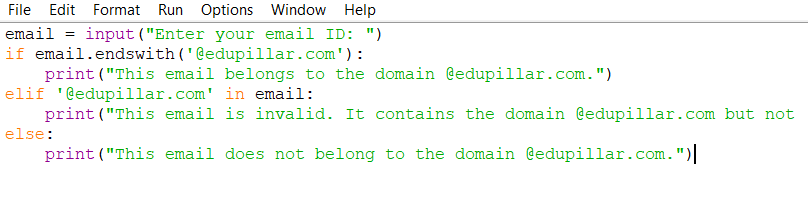 File Edit Format Run Options Window Help
email = input("Enter your email ID: ")
if email.endswith('@edupillar.com'):
    print("This email belongs to the domain @edupillar.com.")
elif '@edupillar.com' in email:
    print("This email is invalid. It contains the domain @edupillar.com but not
else:
    print("This email does not belong to the domain @edupillar.com.")